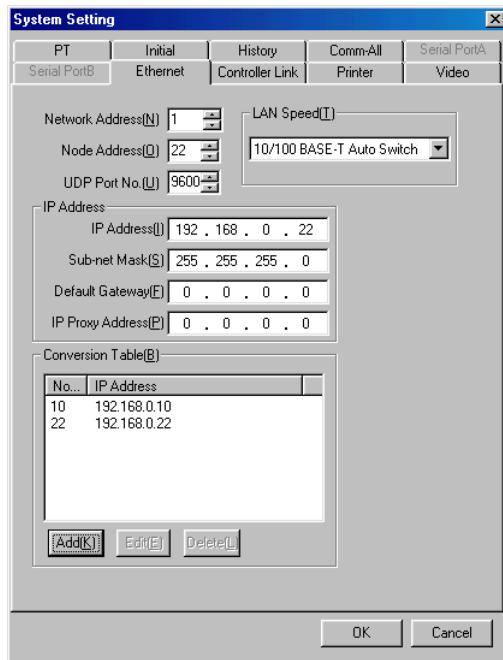 System Setting
PT Initial History Comm-All Serial PortA
Serial PortB Ethernet Controller Link Printer Video
Network Address(N) 1
LAN Speed(T)
Node Address(O) 22
10/100 BASE-T Auto Switch
UDP Port No.(U) 9600
IP Address
IP Address(I) 192 . 168 . 0 . 22
Sub-net Mask(S) 255 . 255 . 255 . 0
Default Gateway(F) 0 . 0 . 0 . 0
IP Proxy Address(P) 0 . 0 . 0 . 0
Conversion Table(B)
No... IP Address
10 192.168.0.10
22 192.168.0.22
Add(K) Edit(E) Delete(L)
OK Cancel